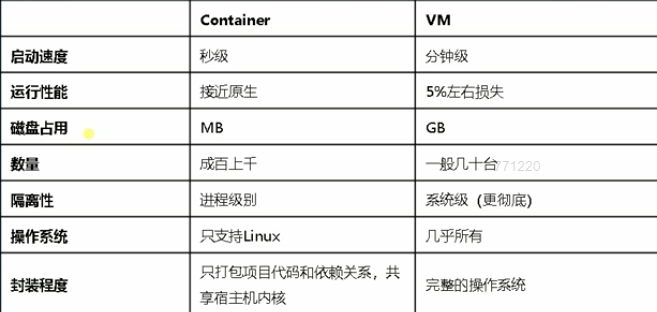 Container VM
启动速度 秒级 分钟级
运行性能 接近原生 5%左右损失
磁盘占用 MB GB
数量 成百上千 一般几十台
771220
隔离性 进程级别 系统级（更彻底）
操作系统 只支持Linux 几乎所有
封装程度 只打包项目代码和依赖关系，共 完整的操作系统
享宿主机内核